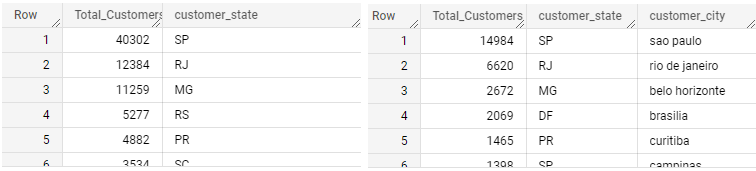 Row Total_Customers customer_state
1 40302 SP
2 12384 RJ
3 11259 MG
4 5277 RS
5 4882 PR
6 3534 SC
Row Total_Customers customer_state customer_city
1 14984 SP sao paulo
2 6620 RJ rio de janeiro
3 2672 MG belo horizonte
4 2069 DF brasilia
5 1465 PR curitiba
6 1398 SP campinas